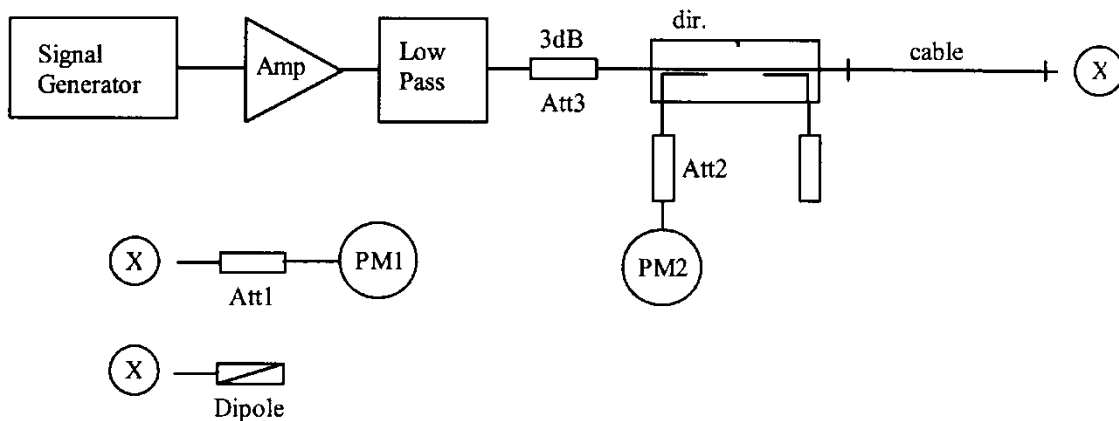 Signal
Generator
Amp
Low
Pass
3dB
Att3
dir.
cable
X
Att2
PM2
X
Att1
PM1
X
Dipole